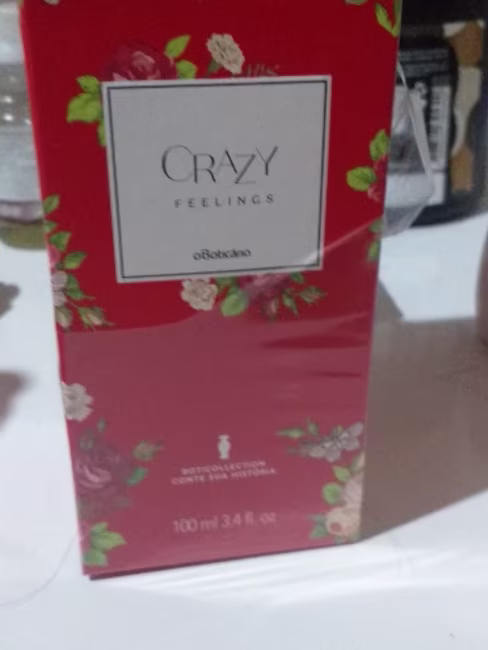 CRAZY
FEELINGS
oBoticário
BOTICOLLECTION
CONTE SUA HISTÓRIA
100 ml 3.4 fl. oz